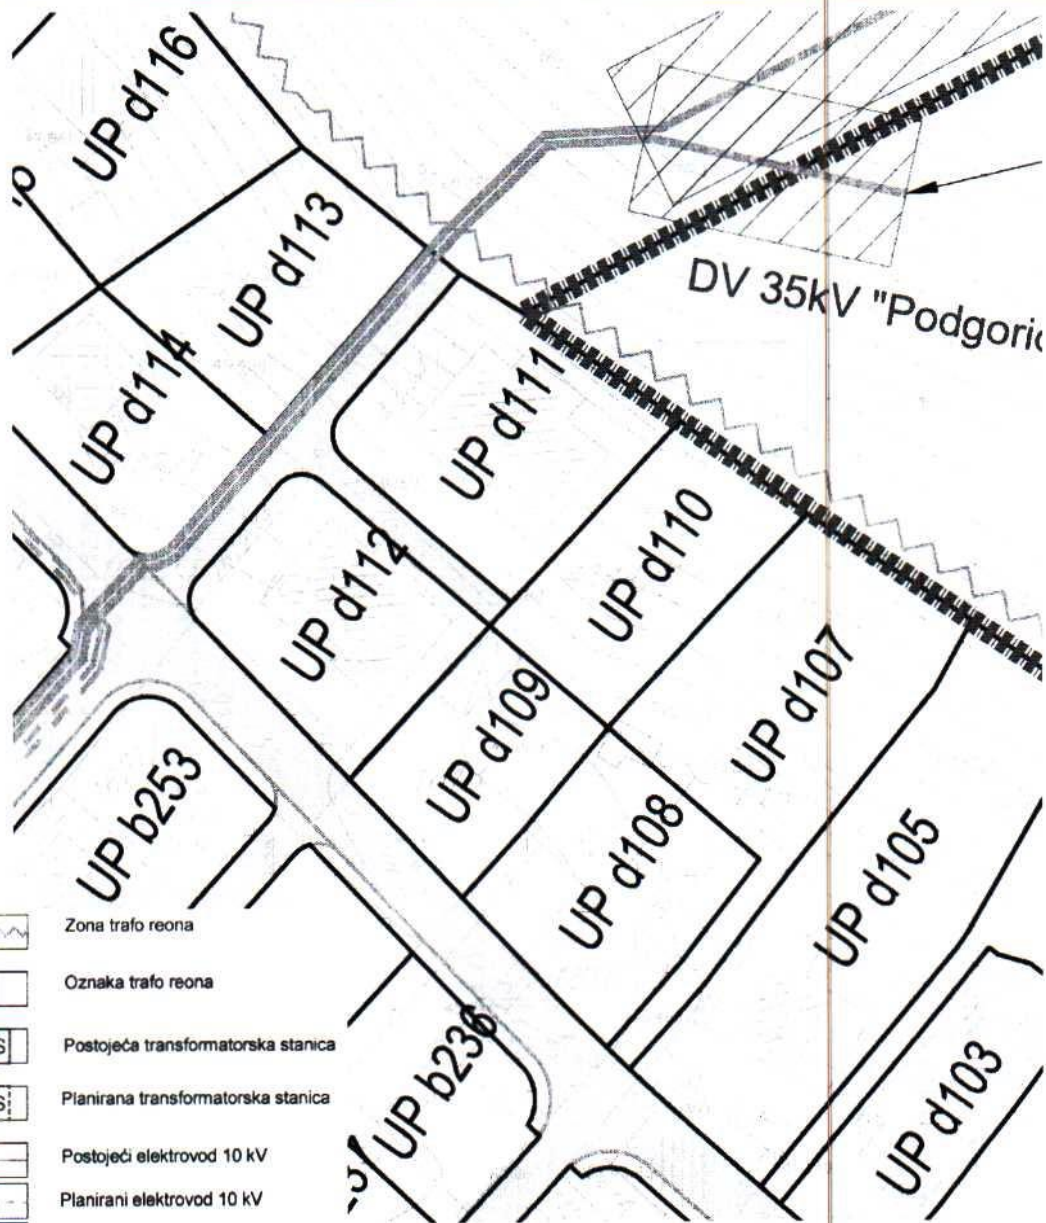 UP d116
UP d113
DV 35kV "Podgoric
UP d114
UP d111
UP d110
UP d112
UP d107
UP d109
UP b253
UP d108
UP d105
UP d103
UP b236
Zona trafo reona
Oznaka trafo reona
Postojeća transformatorska stanica
Planirana transformatorska stanica
Postojeći elektrovod 10 kV
Planirani elektrovod 10 kV